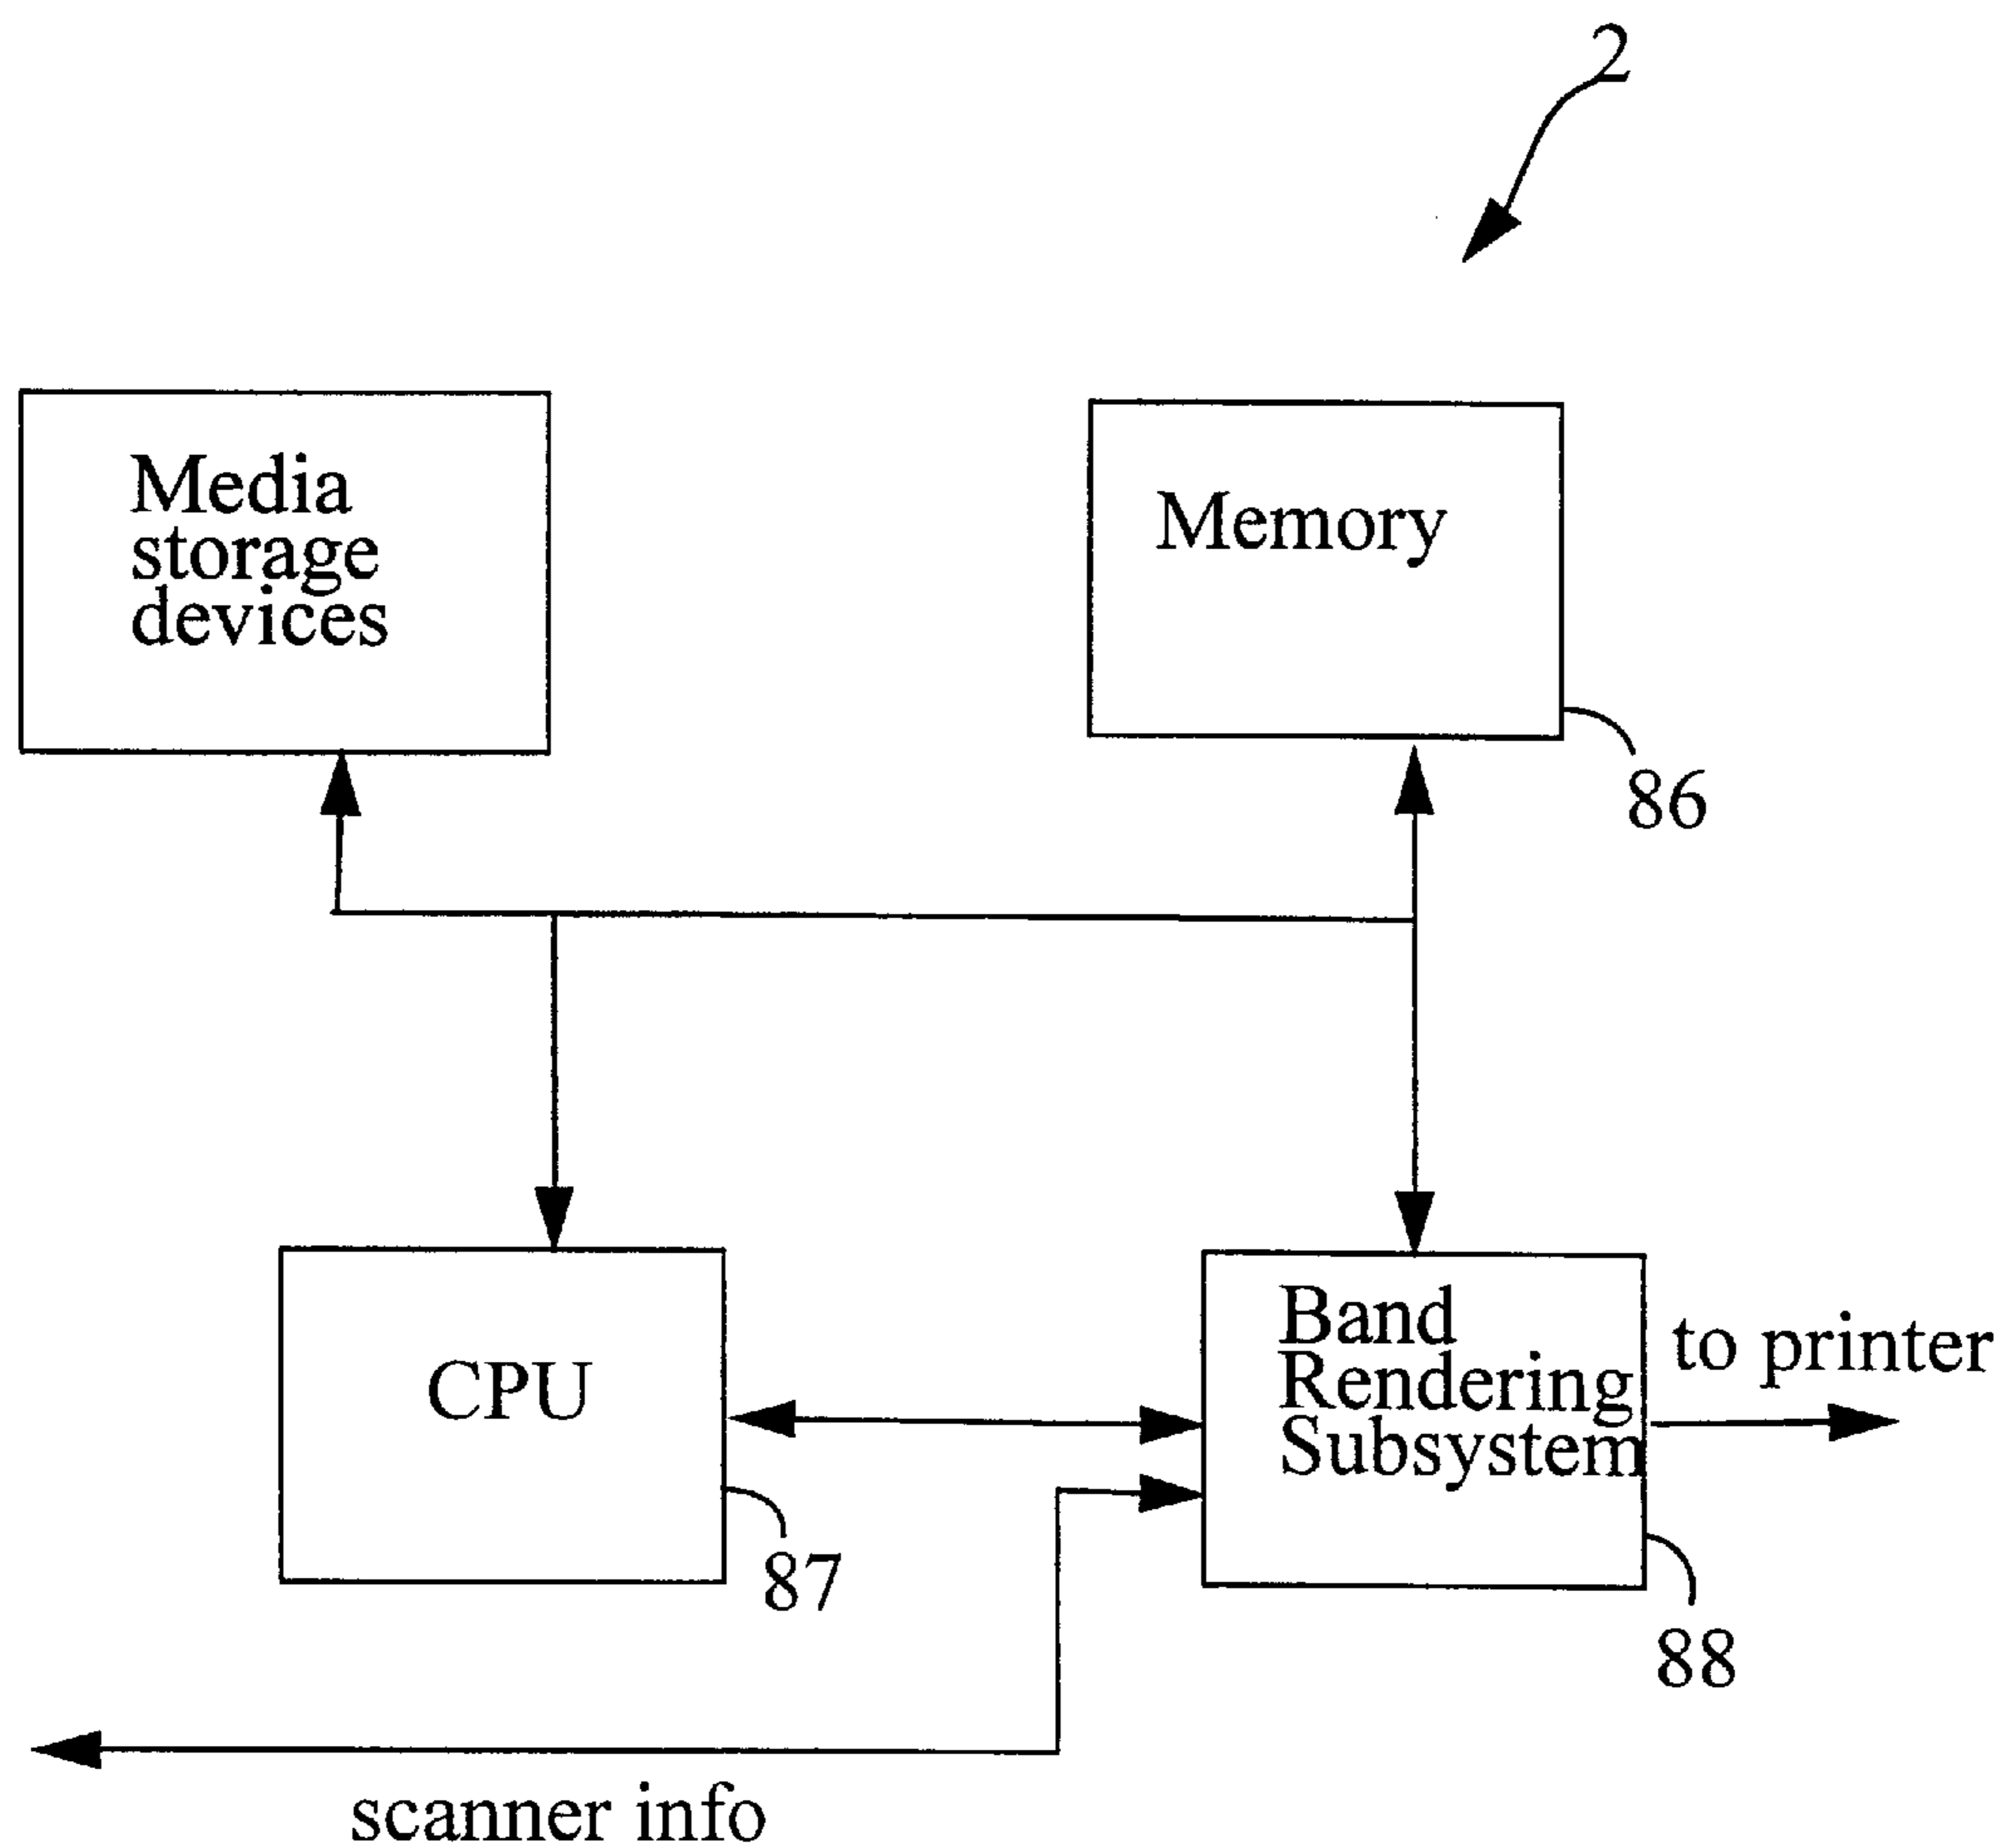 2
Media
storage
devices
Memory
86
Band
Rendering
Subsystem
to printer
CPU
87
88
scanner info